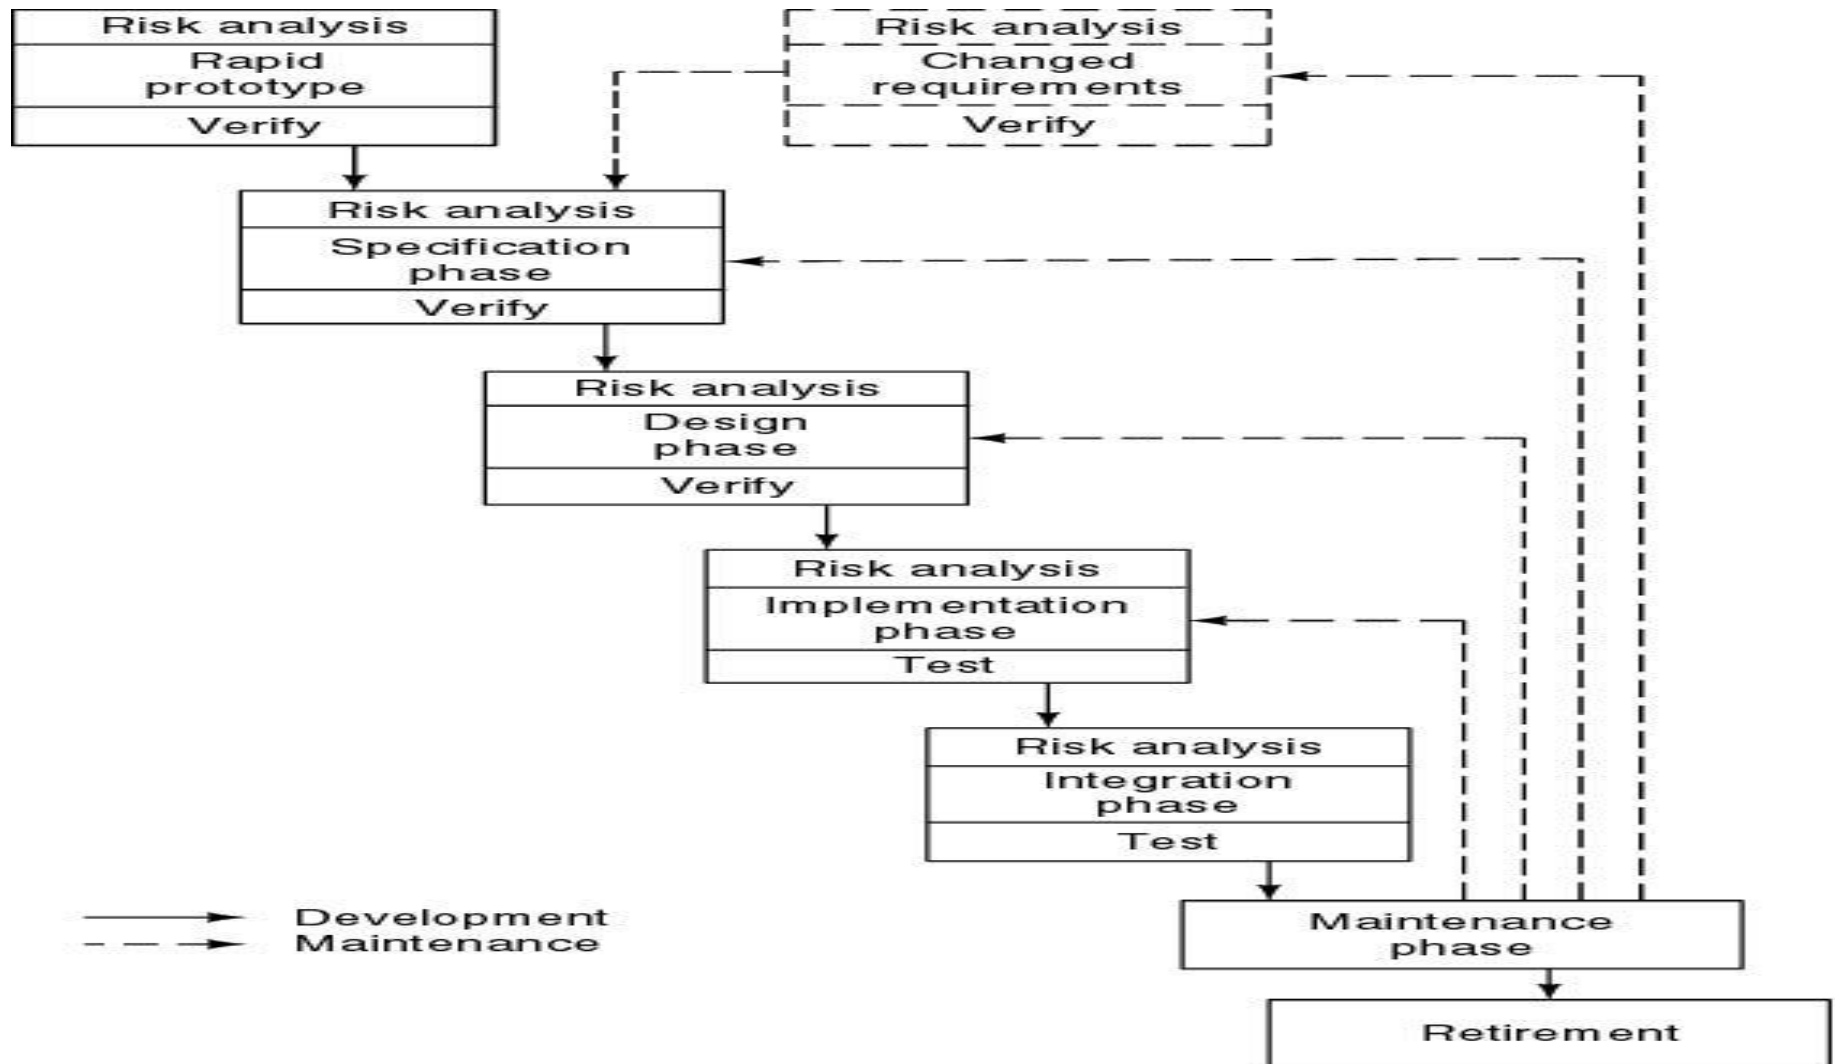 Risk analysis
Rapid
prototype
Verify
Risk analysis
Changed
requirements
Verify
Risk analysis
Specification
phase
Verify
Risk analysis
Design
phase
Verify
Risk analysis
Implementation
phase
Test
Risk analysis
Integration
phase
Test
Development
Maintenance
Maintenance
phase
Retirement